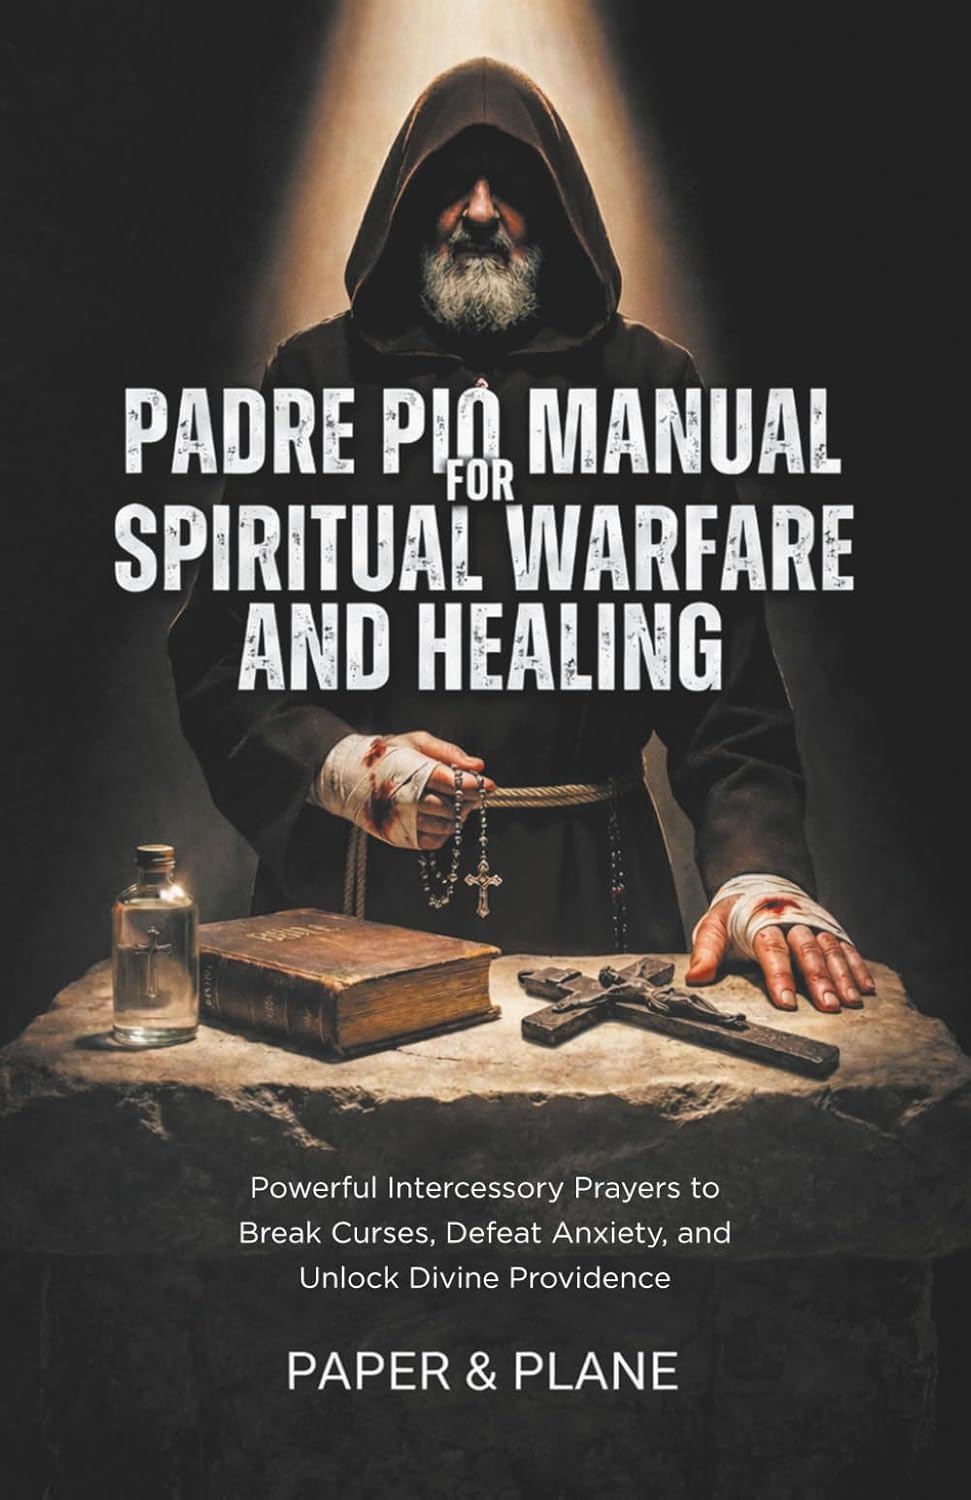 PADRE PIO MANUAL
FOR
SPIRITUAL WARFARE
AND HEALING
BIBLE
Powerful Intercessory Prayers to
Break Curses, Defeat Anxiety, and
Unlock Divine Providence
PAPER & PLANE